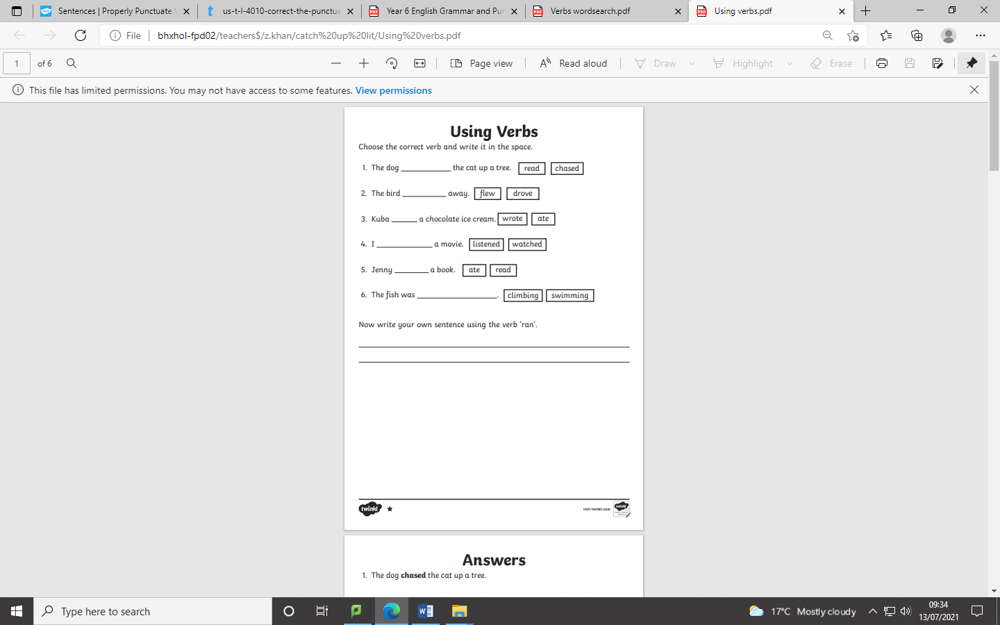 Sentences | Properly Punctuate
us-t-l-4010-correct-the-punctua
Year 6 English Grammar and Pu
Verbs wordsearch.pdf
Using verbs.pdf
File
bhxhol-fpd02/teachers$/z.khan/catch%20up%20lit/Using%20verbs.pdf
1 of 6
Page view
Read aloud
Draw
Highlight
Erase
This file has limited permissions. You may not have access to some features. View permissions
Using Verbs
Choose the correct verb and write it in the space.
1. The dog ____________ the cat up a tree. read chased
2. The bird ___________ away. flew drove
3. Kuba ______ a chocolate ice cream. wrote ate
4. I ______________ a movie. listened watched
5. Jenny ________ a book. ate read
6. The fish was ____________________. climbing swimming
Now write your own sentence using the verb ‘ran’.
twinkl
visit twinkl.com
twinkl
Answers
1. The dog chased the cat up a tree.
Type here to search
17°C Mostly cloudy
09:34
13/07/2021